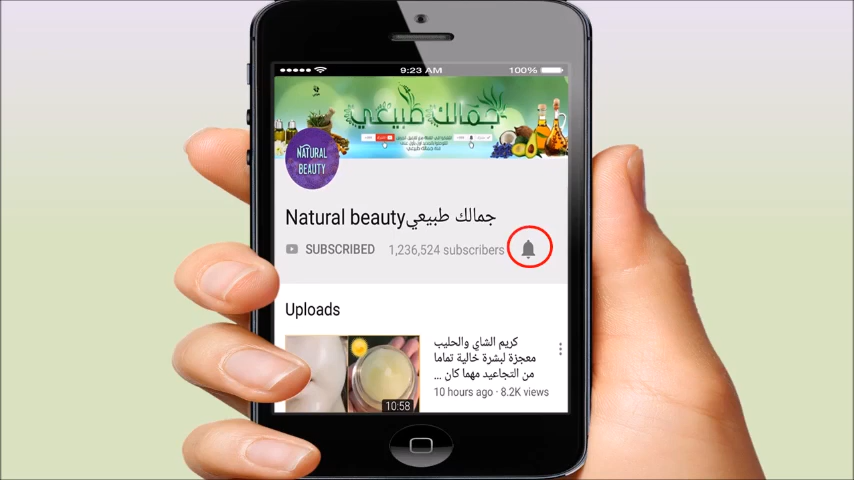 9:23 AM
100%
جمالك طبيعي
NATURAL
BEAUTY
Natural beautyجمالك طبيعي
SUBSCRIBED
1,236,524 subscribers
Uploads
كريم الشاي والحليب
معجزة لبشرة خالية تماما
من التجاعيد مهما كان ...
10 hours ago · 8.2K views
10:58